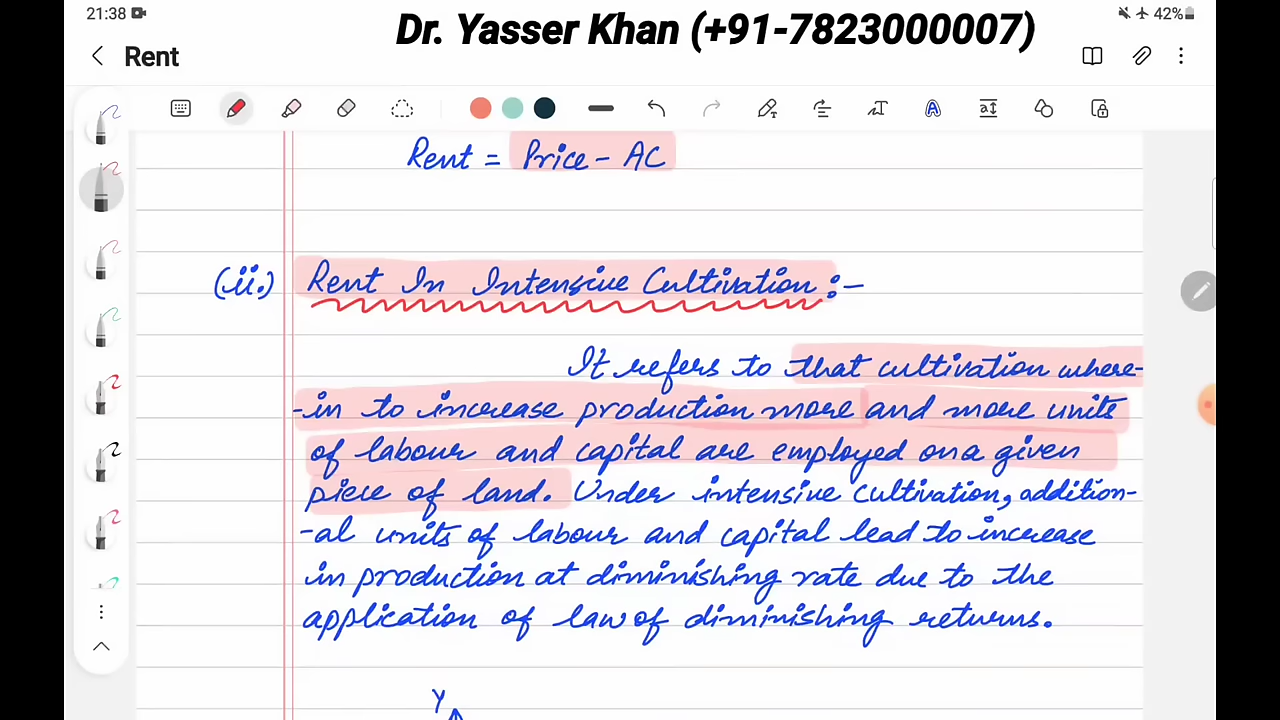 21:38
42%
Dr. Yasser Khan (+91-7823000007)
Rent
Rent = Price - AC
(ii.) Rent In Intensive Cultivation :-
It refers to that cultivation where-
-in to increase production more and more units
of labour and capital are employed on a given
piece of land. Under intensive cultivation, addition-
-al units of labour and capital lead to increase
in production at diminishing rate due to the
application of law of diminishing returns.
Y